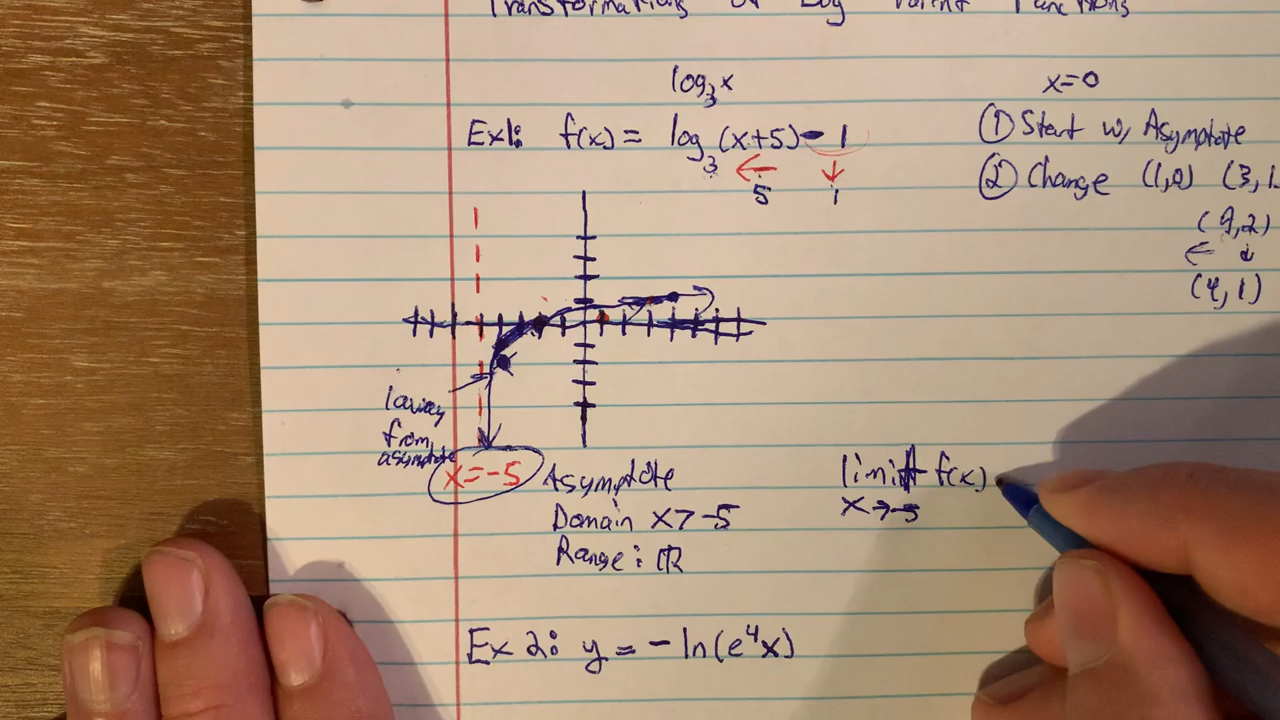 Transformations of Log Parent Functions
log₃x
Ex1: f(x) = log₃(x+5) - 1
← 5 ↓ 1
x=0
① Start w/ Asymptote
② Change (1,0) (3,1
(9,2)
← ↓
(4,1)
1 away
from
asymptote
x=-5 Asymptote
Domain x > -5
Range: ℝ
limit f(x)
x→-5
Ex 2: y = -ln(e⁴x)